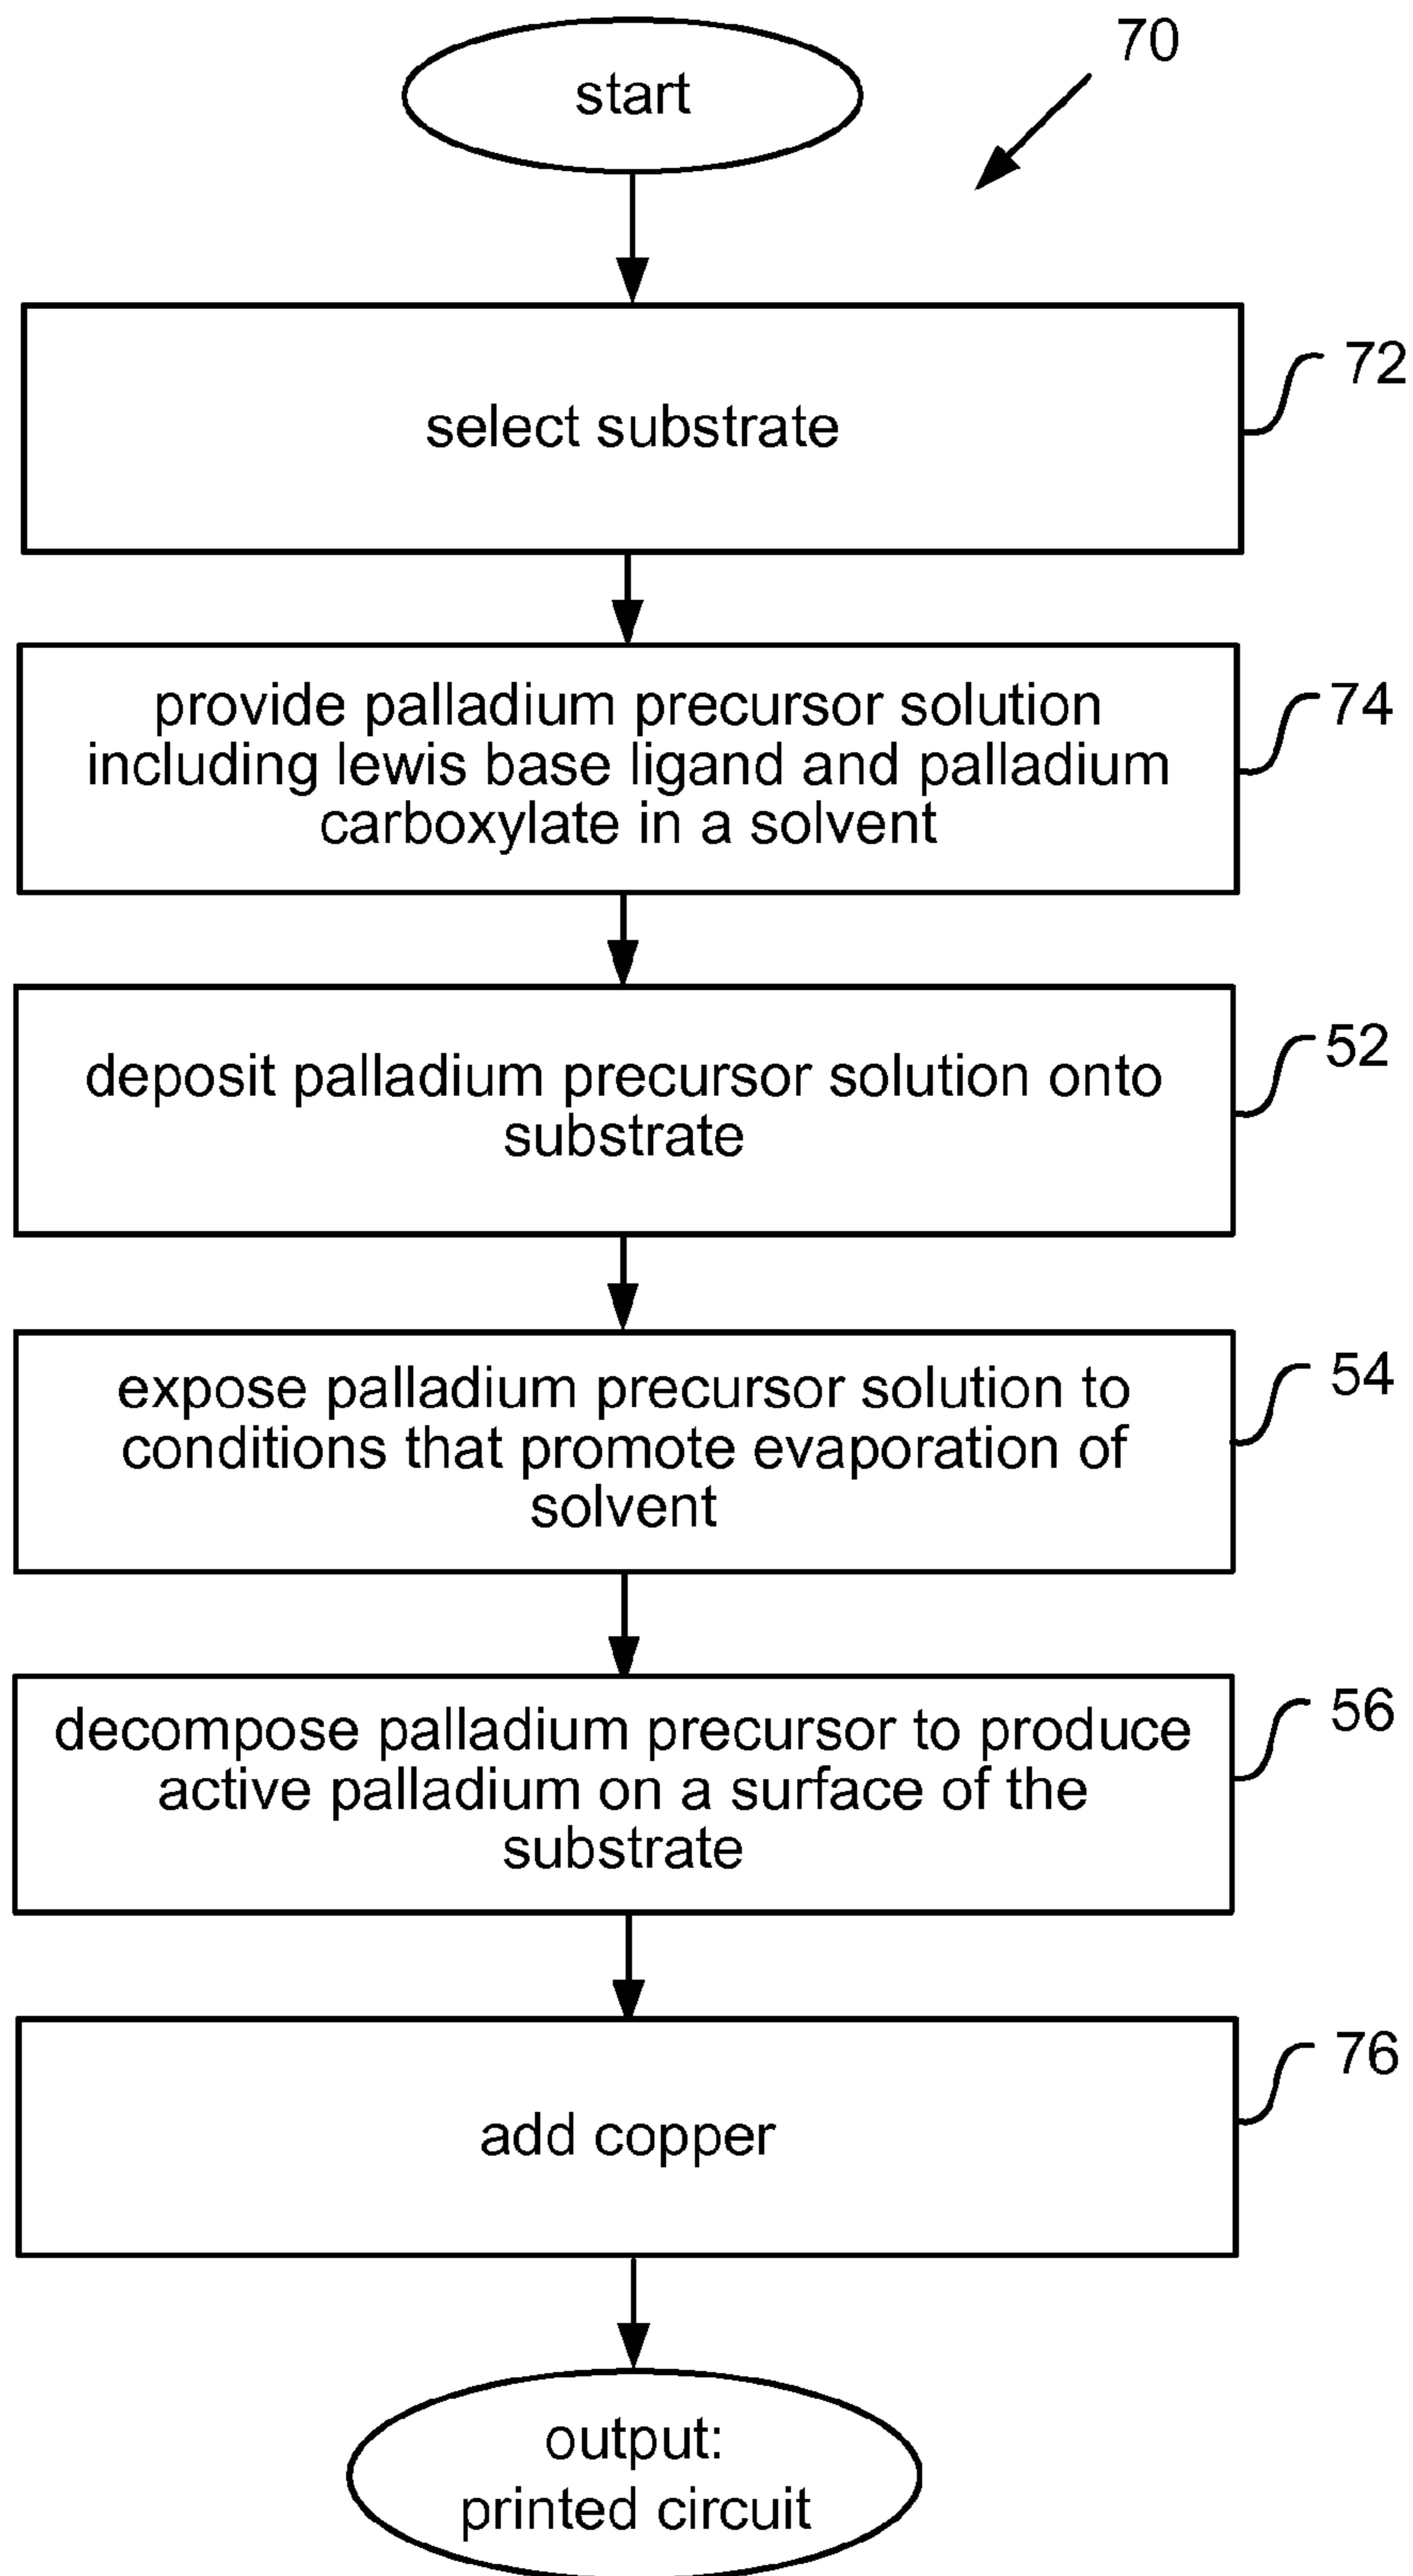 start
70
select substrate
72
provide palladium precursor solution
including lewis base ligand and palladium
carboxylate in a solvent
74
deposit palladium precursor solution onto
substrate
52
expose palladium precursor solution to
conditions that promote evaporation of
solvent
54
decompose palladium precursor to produce
active palladium on a surface of the
substrate
56
add copper
76
output:
printed circuit